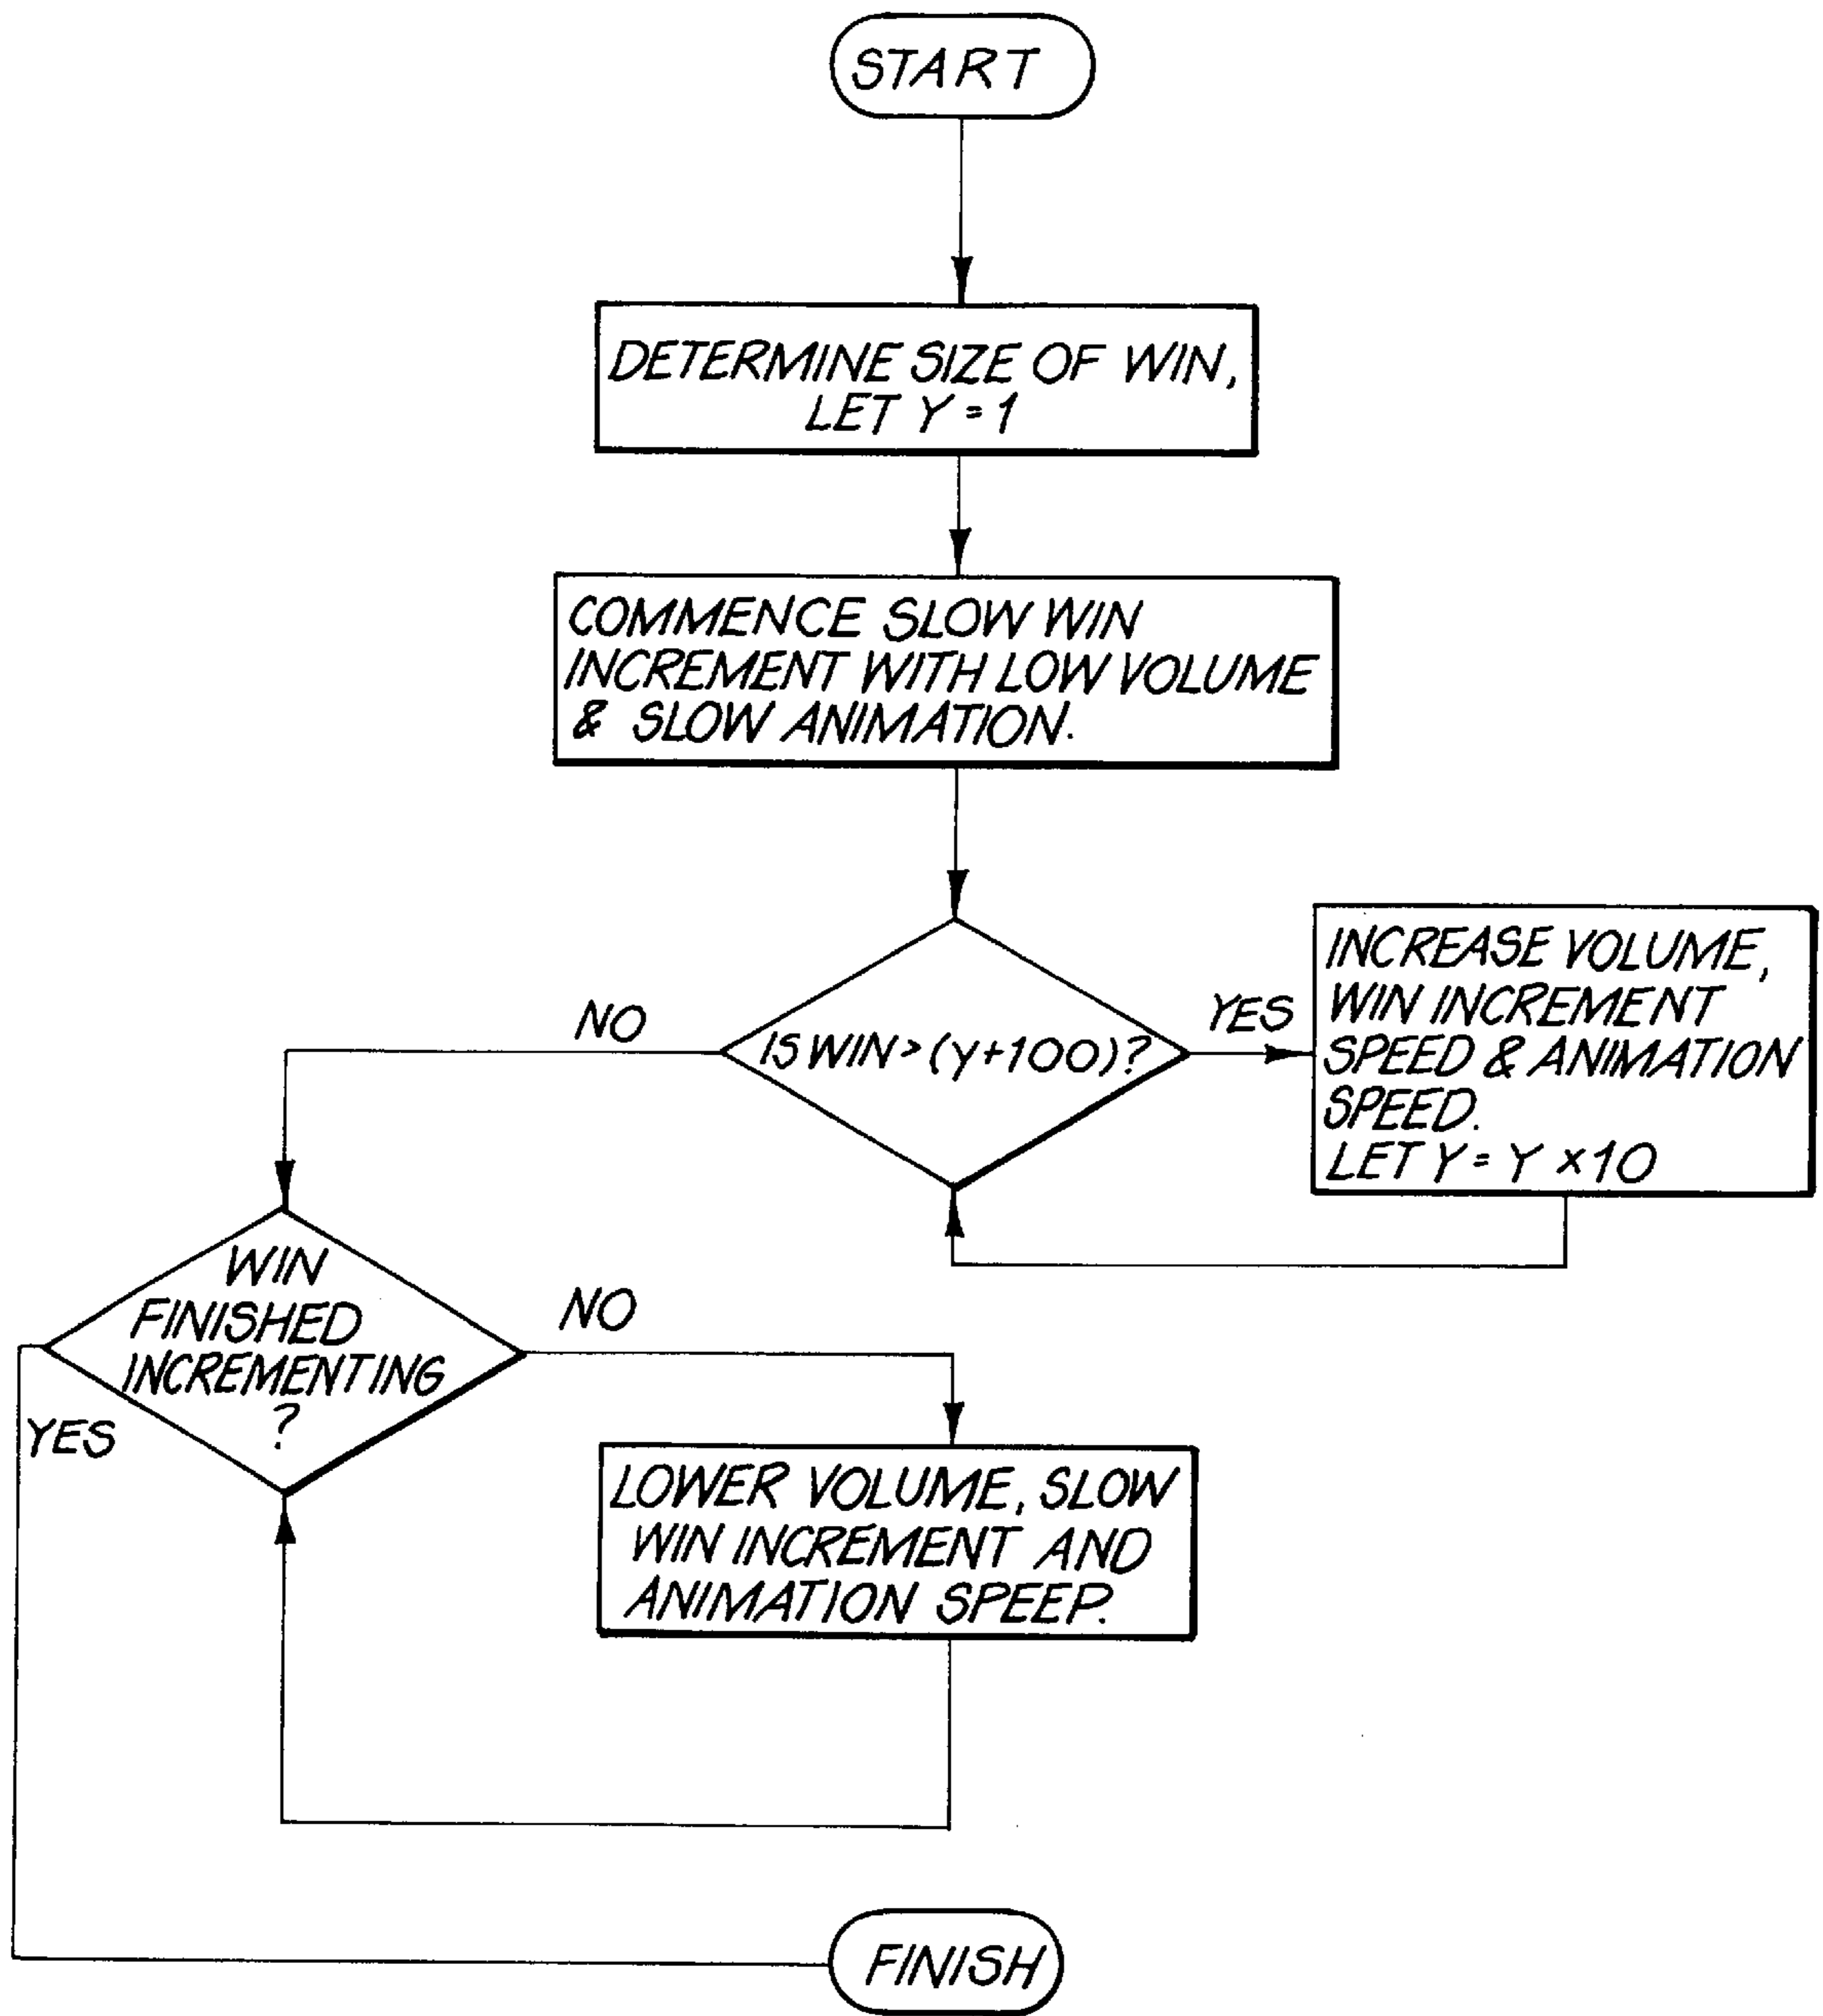 START
DETERMINE SIZE OF WIN,
LET Y = 1
COMMENCE SLOW WIN
INCREMENT WITH LOW VOLUME
& SLOW ANIMATION.
IS WIN > (Y+100)?
NO
YES
INCREASE VOLUME,
WIN INCREMENT
SPEED & ANIMATION
SPEED.
LET Y = Y ×10
WIN
FINISHED
INCREMENTING
?
NO
YES
LOWER VOLUME, SLOW
WIN INCREMENT AND
ANIMATION SPEEP.
FINISH